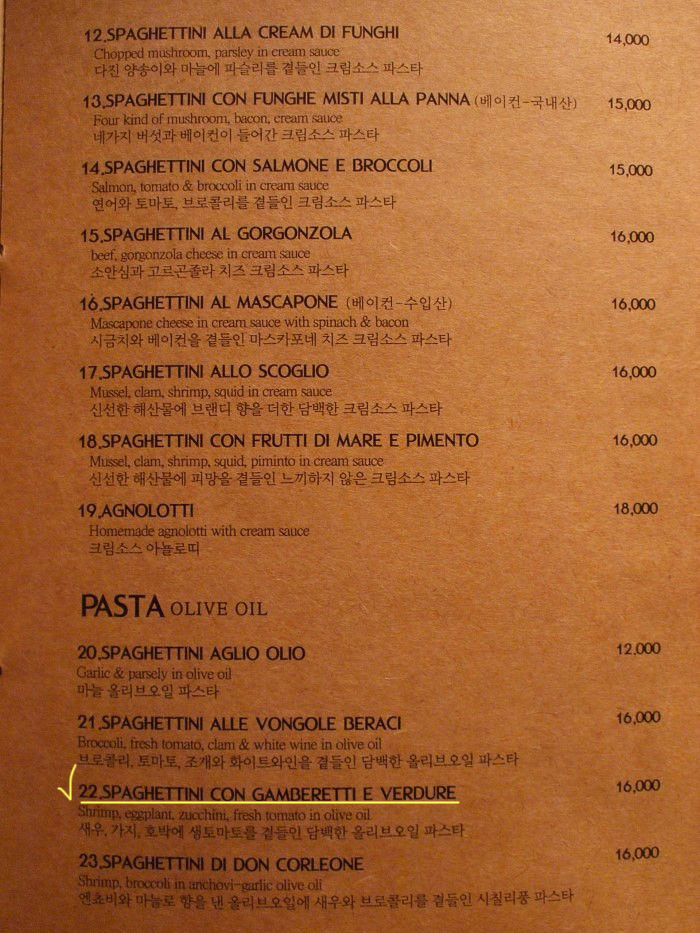 12.SPAGHETTINI ALLA CREAM DI FUNGHI 14,000
Chopped mushroom, parsley in cream sauce
다진 양송이와 마늘에 파슬리를 곁들인 크림소스 파스타
13.SPAGHETTINI CON FUNGHE MISTI ALLA PANNA (베이컨-국내산) 15,000
Four kind of mushroom, bacon, cream sauce
네가지 버섯과 베이컨이 들어간 크림소스 파스타
14.SPAGHETTINI CON SALMONE E BROCCOLI 15,000
Salmon, tomato & broccoli in cream sauce
연어와 토마토, 브로콜리를 곁들인 크림소스 파스타
15.SPAGHETTINI AL GORGONZOLA 16,000
beef, gorgonzola cheese in cream sauce
소안심과 고르곤졸라 치즈 크림소스 파스타
16.SPAGHETTINI AL MASCAPONE (베이컨-수입산) 16,000
Mascapone cheese in cream sauce with spinach & bacon
시금치와 베이컨을 곁들인 마스카포네 치즈 크림소스 파스타
17.SPAGHETTINI ALLO SCOGLIO 16,000
Mussel, clam, shrimp, squid in cream sauce
신선한 해산물에 브랜디 향을 더한 담백한 크림소스 파스타
18.SPAGHETTINI CON FRUTTI DI MARE E PIMENTO 16,000
Mussel, clam, shrimp, squid, piminto in cream sauce
신선한 해산물에 피망을 곁들인 느끼하지 않은 크림소스 파스타
19.AGNOLOTTI 18,000
Homemade agnolotti with cream sauce
크림소스 아뇰로띠
PASTA OLIVE OIL
20.SPAGHETTINI AGLIO OLIO 12,000
Garlic & parsely in olive oil
마늘 올리브오일 파스타
21.SPAGHETTINI ALLE VONGOLE BERACI 16,000
Broccoli, fresh tomato, clam & white wine in olive oil
브로콜리, 토마토, 조개와 화이트와인을 곁들인 담백한 올리브오일 파스타
22.SPAGHETTINI CON GAMBERETTI E VERDURE 16,000
Shrimp, eggplant, zucchini, fresh tomato in olive oil
새우, 가지, 호박에 생토마토를 곁들인 담백한 올리브오일 파스타
23.SPAGHETTINI DI DON CORLEONE 16,000
Shrimp, broccoli in anchovi-garlic olive oil
엔쵸비와 마늘로 향을 낸 올리브오일에 새우와 브로콜리를 곁들인 시칠리풍 파스타